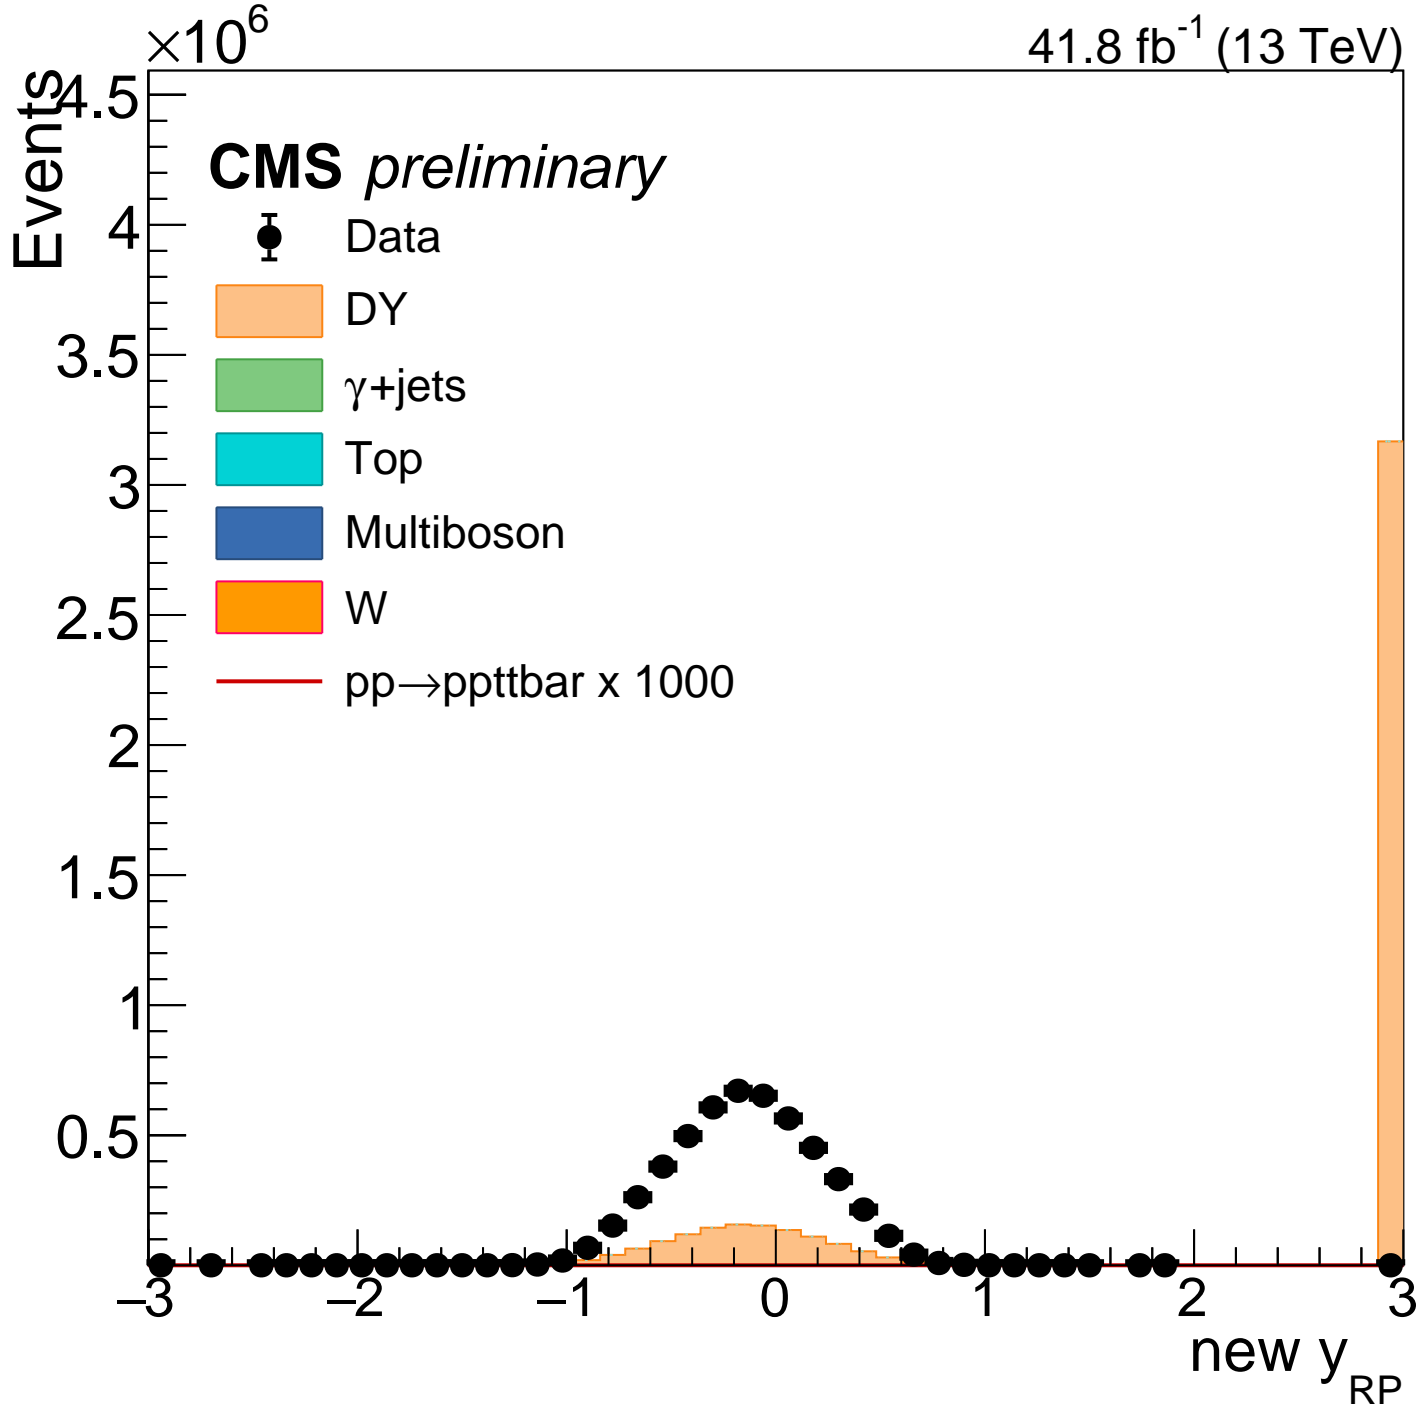 ×10⁶
41.8 fb⁻¹ (13 TeV)
Events
4.5
4
3.5
3
2.5
2
1.5
1
0.5
CMS preliminary
Data
DY
γ+jets
Top
Multiboson
W
pp→ppttbar x 1000
−3 −2 −1 0 1 2 3
new y_RP